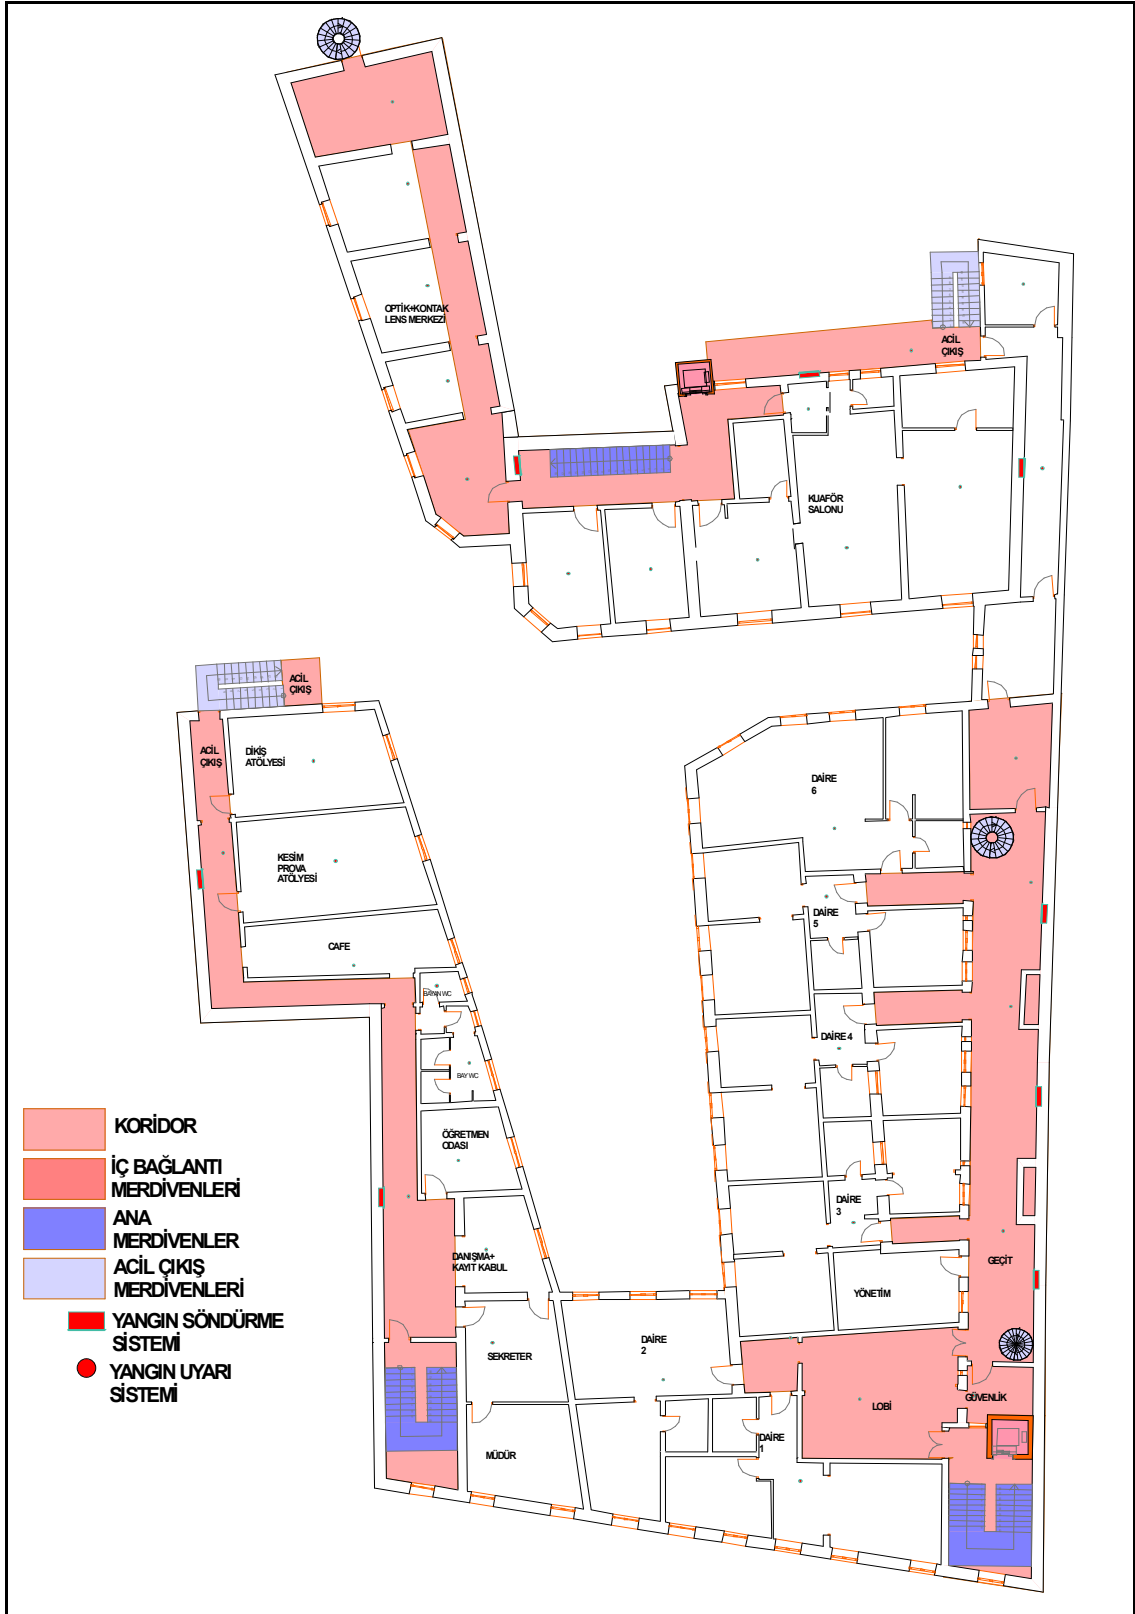 OPTİK+KONTAK
LENS MERKEZİ
ACİL
ÇIKIŞ
KUAFÖR
SALONU
ACİL
ÇIKIŞ
ACİL
ÇIKIŞ
DİKİŞ
ATÖLYESİ
KESİM
PROVA
ATÖLYESİ
CAFE
BAYAN WC
BAY WC
ÖĞRETMEN
ODASI
DANIŞMA+
KAYIT KABUL
SEKRETER
MÜDÜR
DAİRE
6
DAİRE
5
DAİRE 4
DAİRE
3
YÖNETİM
GEÇİT
DAİRE
2
LOBİ
GÜVENLİK
DAİRE
1
KORİDOR
İÇ BAĞLANTI
MERDİVENLERİ
ANA
MERDİVENLER
ACİL ÇIKIŞ
MERDİVENLERİ
YANGIN SÖNDÜRME
SİSTEMİ
YANGIN UYARI
SİSTEMİ